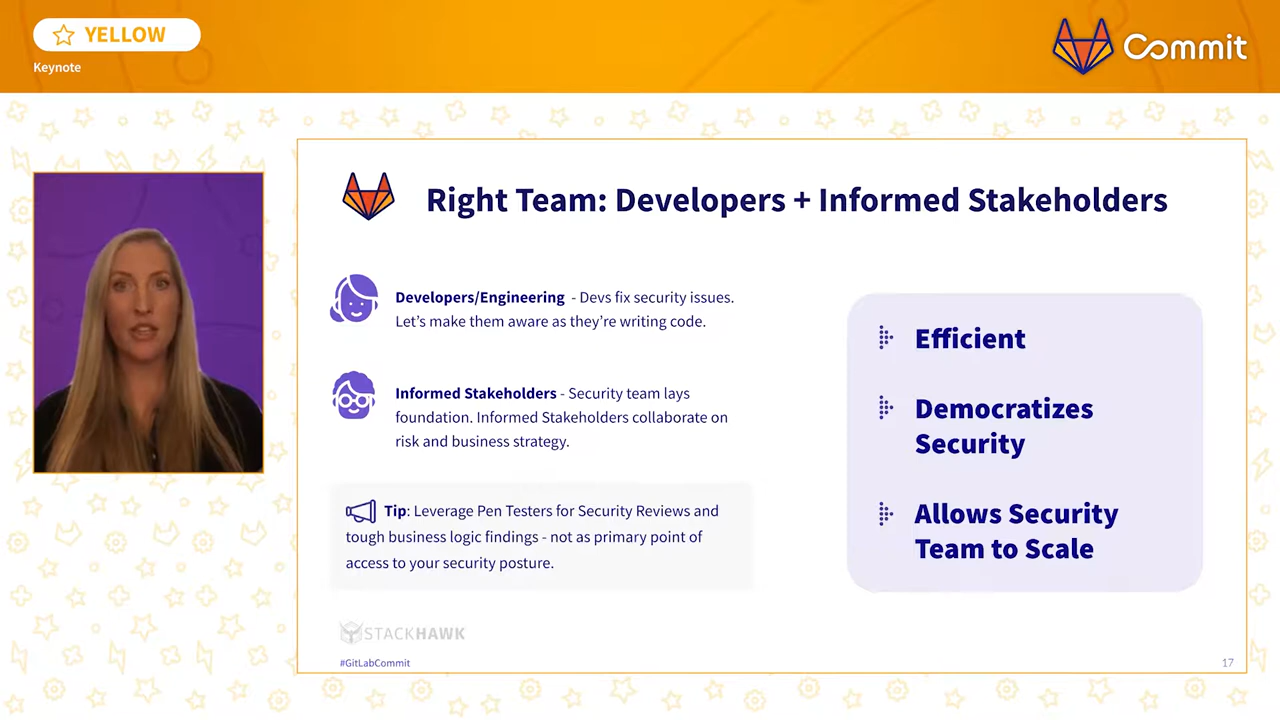 YELLOW
Keynote
Commit
Right Team: Developers + Informed Stakeholders
Developers/Engineering - Devs fix security issues.
Let's make them aware as they're writing code.
Informed Stakeholders - Security team lays
foundation. Informed Stakeholders collaborate on
risk and business strategy.
Tip: Leverage Pen Testers for Security Reviews and
tough business logic findings - not as primary point of
access to your security posture.
Efficient
Democratizes
Security
Allows Security
Team to Scale
STACKHAWK
#GitLabCommit
17